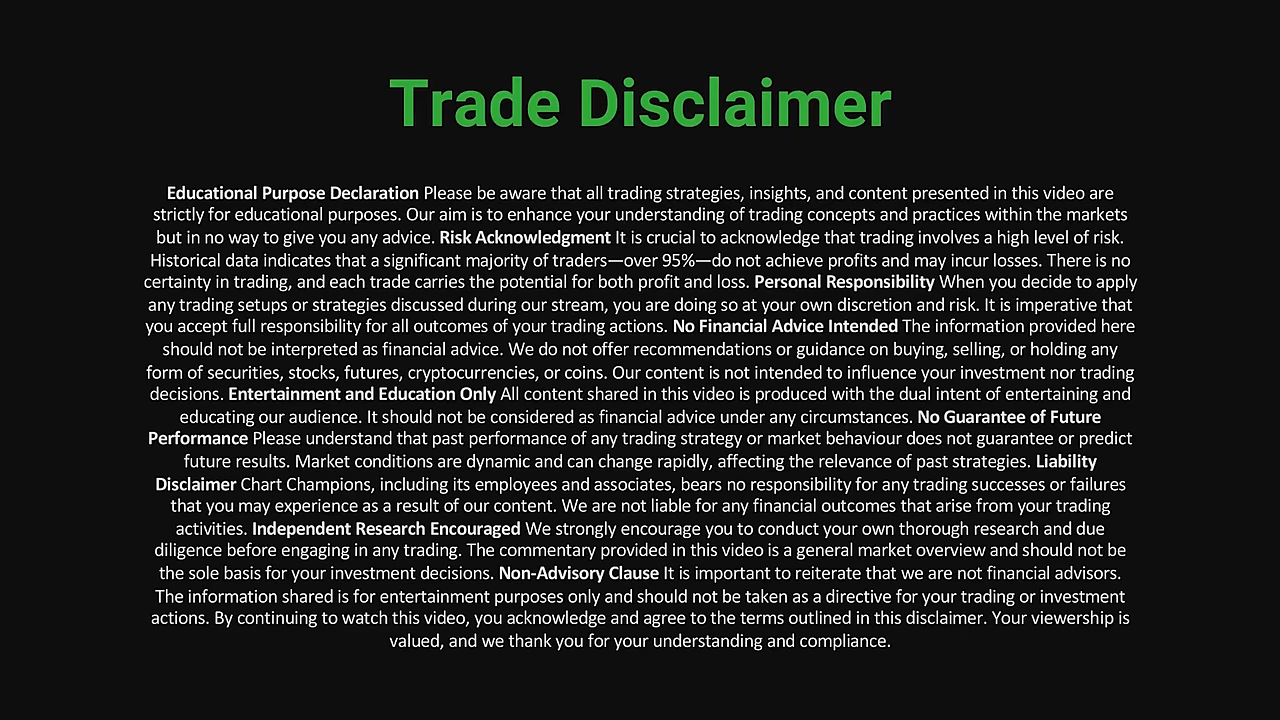 Trade Disclaimer
Educational Purpose Declaration Please be aware that all trading strategies, insights, and content presented in this video are
strictly for educational purposes. Our aim is to enhance your understanding of trading concepts and practices within the markets
but in no way to give you any advice. Risk Acknowledgment It is crucial to acknowledge that trading involves a high level of risk.
Historical data indicates that a significant majority of traders—over 95%—do not achieve profits and may incur losses. There is no
certainty in trading, and each trade carries the potential for both profit and loss. Personal Responsibility When you decide to apply
any trading setups or strategies discussed during our stream, you are doing so at your own discretion and risk. It is imperative that
you accept full responsibility for all outcomes of your trading actions. No Financial Advice Intended The information provided here
should not be interpreted as financial advice. We do not offer recommendations or guidance on buying, selling, or holding any
form of securities, stocks, futures, cryptocurrencies, or coins. Our content is not intended to influence your investment nor trading
decisions. Entertainment and Education Only All content shared in this video is produced with the dual intent of entertaining and
educating our audience. It should not be considered as financial advice under any circumstances. No Guarantee of Future
Performance Please understand that past performance of any trading strategy or market behaviour does not guarantee or predict
future results. Market conditions are dynamic and can change rapidly, affecting the relevance of past strategies. Liability
Disclaimer Chart Champions, including its employees and associates, bears no responsibility for any trading successes or failures
that you may experience as a result of our content. We are not liable for any financial outcomes that arise from your trading
activities. Independent Research Encouraged We strongly encourage you to conduct your own thorough research and due
diligence before engaging in any trading. The commentary provided in this video is a general market overview and should not be
the sole basis for your investment decisions. Non-Advisory Clause It is important to reiterate that we are not financial advisors.
The information shared is for entertainment purposes only and should not be taken as a directive for your trading or investment
actions. By continuing to watch this video, you acknowledge and agree to the terms outlined in this disclaimer. Your viewership is
valued, and we thank you for your understanding and compliance.